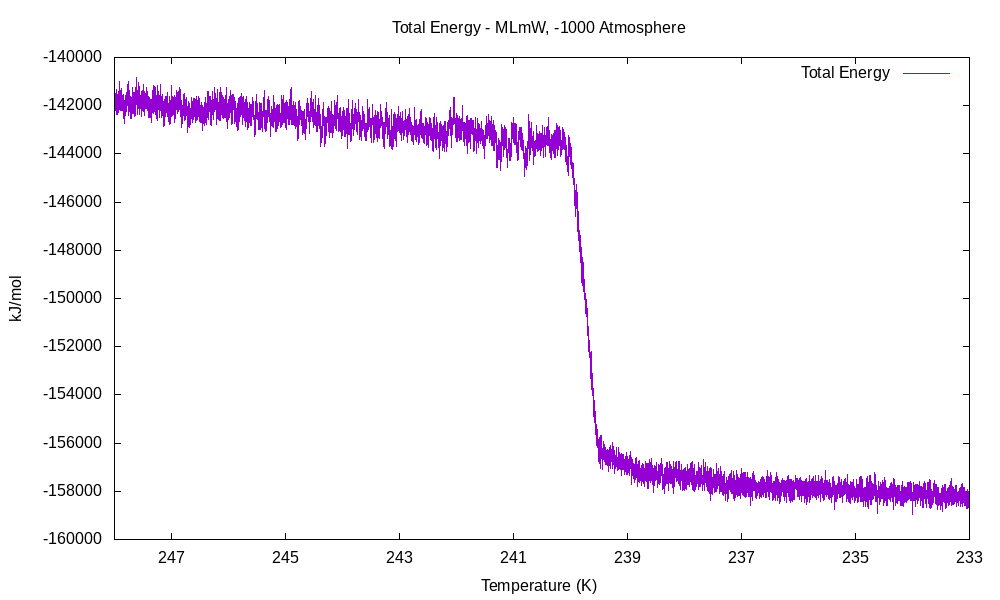 Total Energy - MLmW, -1000 Atmosphere
Total Energy
-140000
-142000
-144000
-146000
-148000
-150000
-152000
-154000
-156000
-158000
-160000
kJ/mol
247 245 243 241 239 237 235 233
Temperature (K)